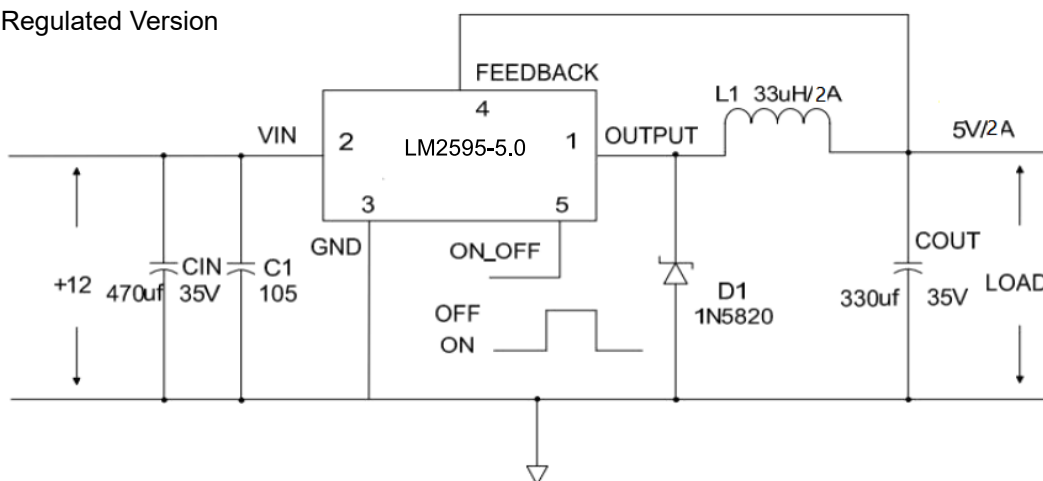 Regulated Version
FEEDBACK
L1 33uH/2A
4
VIN
2
LM2595-5.0
1
OUTPUT
5V/2A
3
5
GND
ON_OFF
COUT
+12
470uf
CIN
35V
C1
105
D1
1N5820
330uf
35V
LOAD
OFF
ON